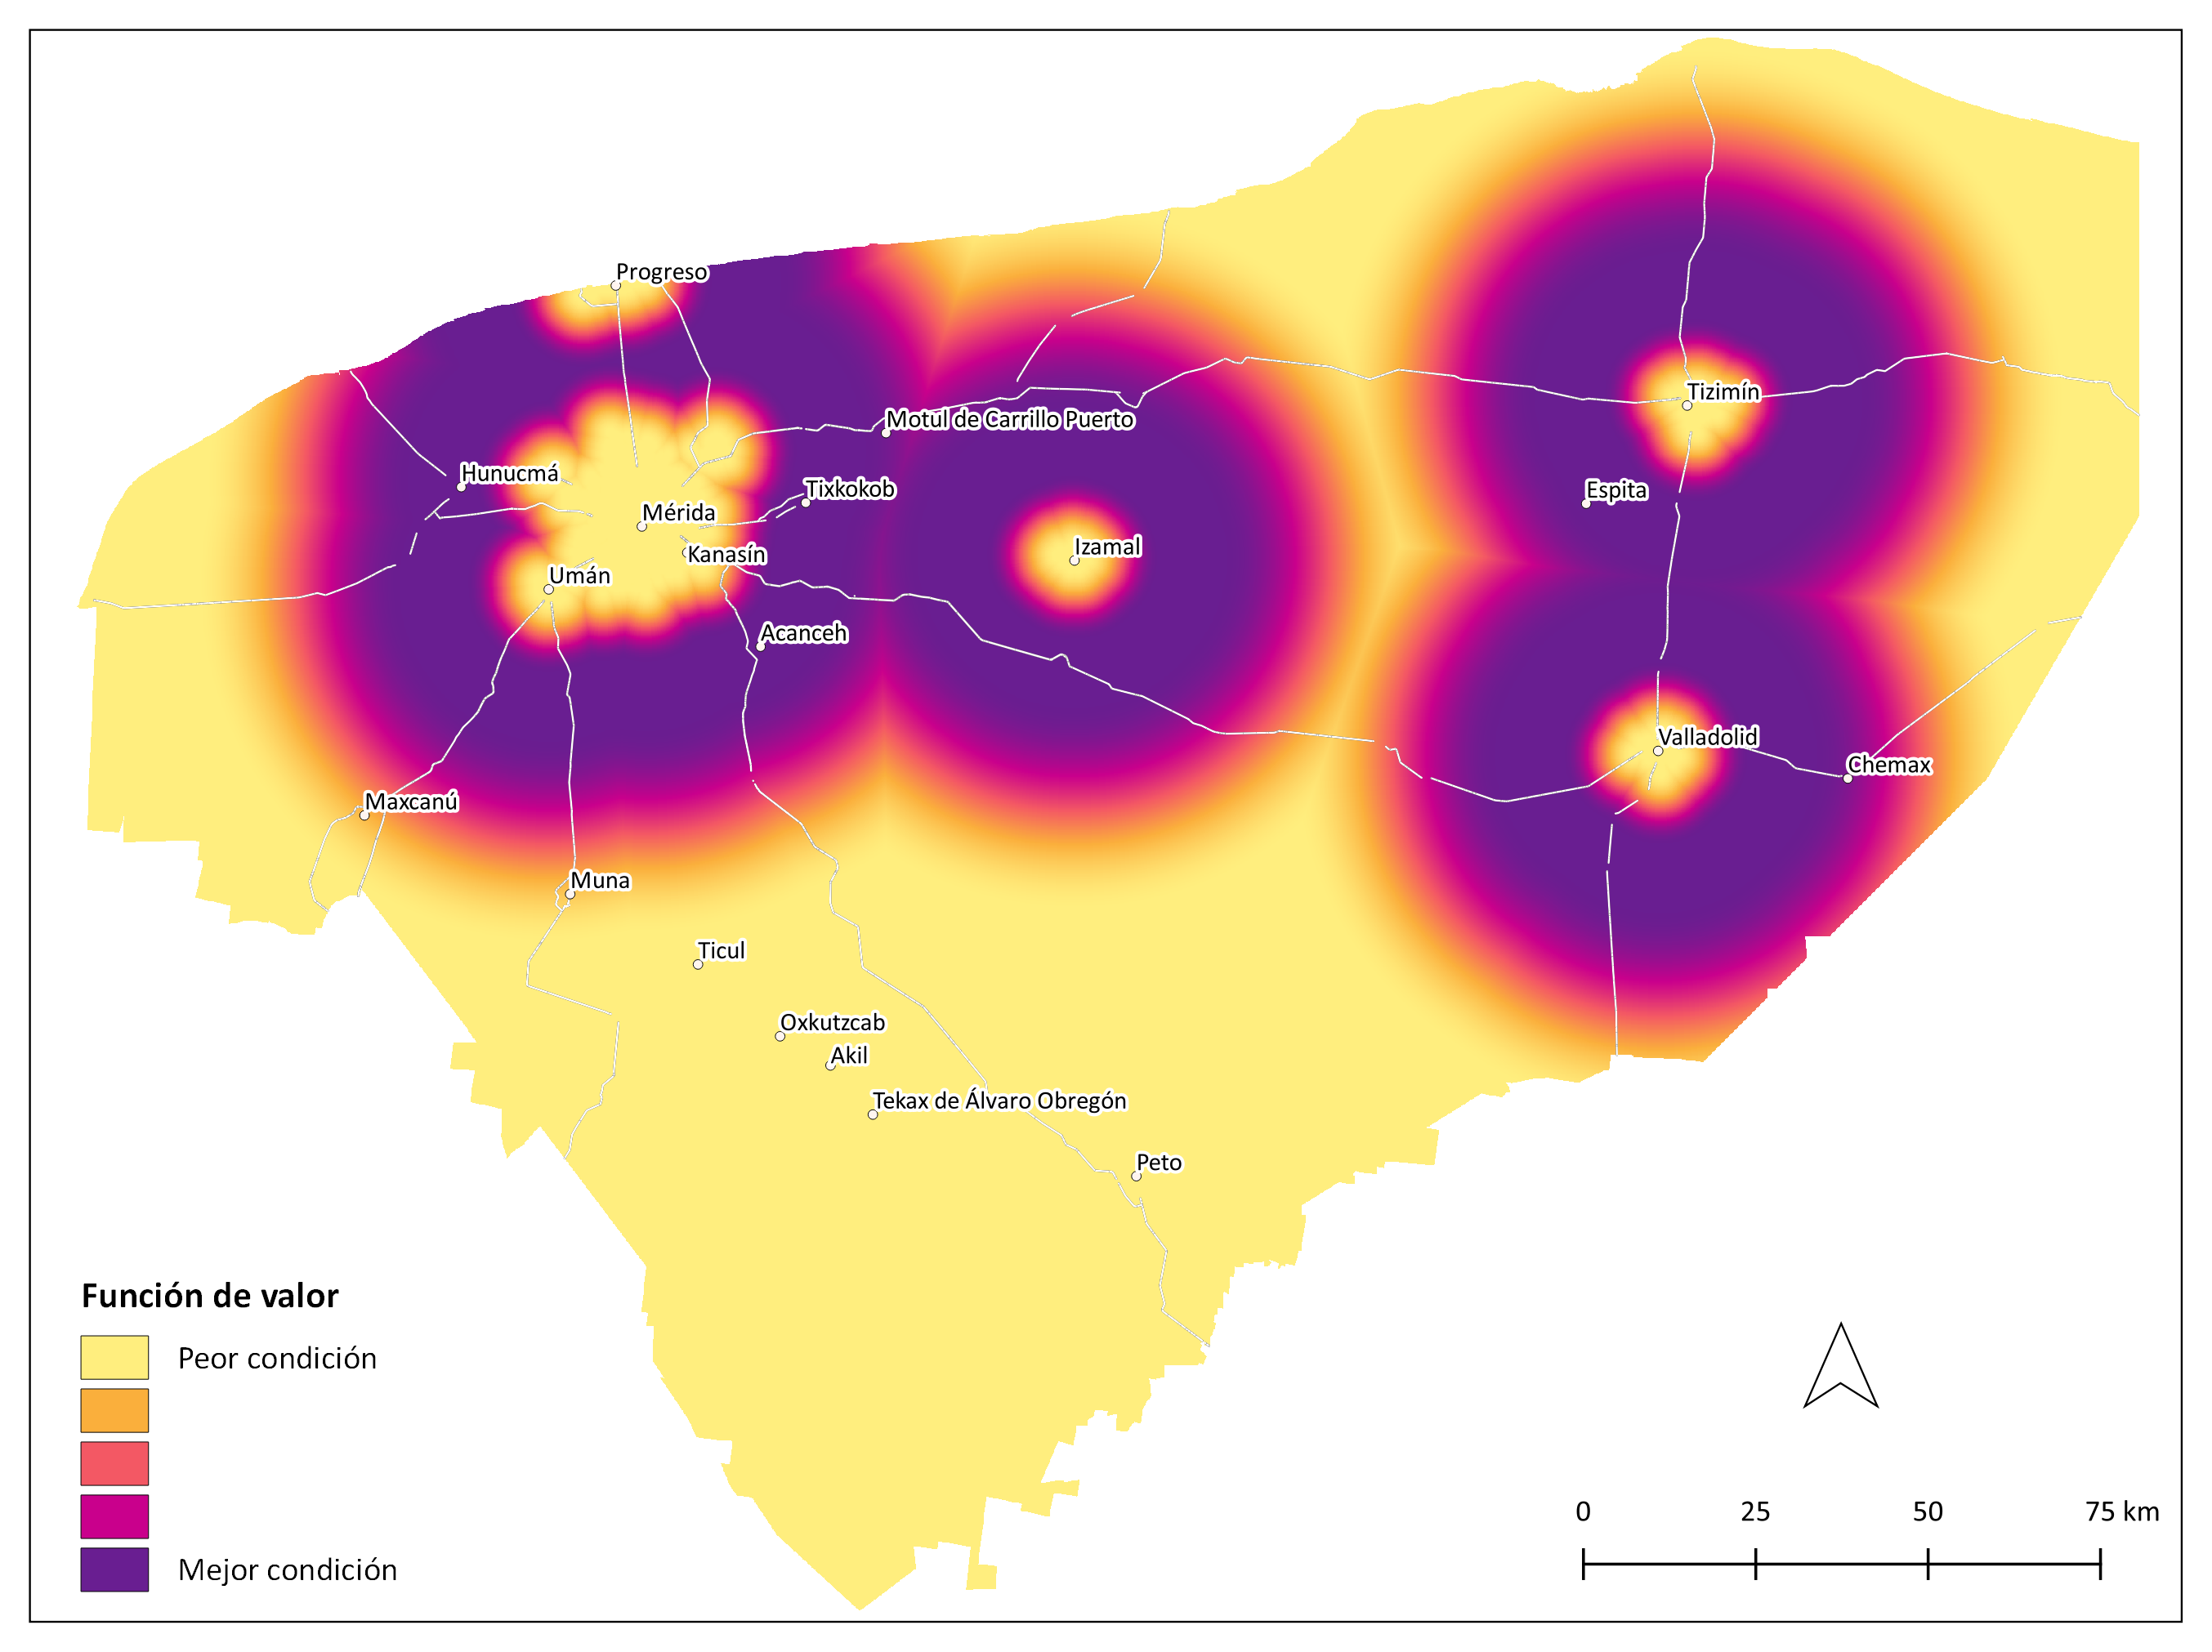 Progreso
Tizimín
Motul de Carrillo Puerto
Hunucmá
Tixkokob
Espita
Mérida
Kanasín
Izamal
Umán
Acanceh
Valladolid
Chemax
Maxcanú
Muna
Ticul
Oxkutzcab
Akil
Tekax de Álvaro Obregón
Peto
Función de valor
Peor condición
Mejor condición
0 25 50 75 km